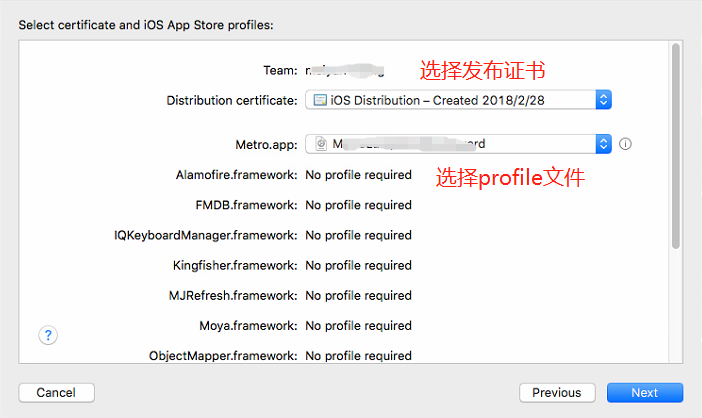 Select certificate and iOS App Store profiles:
Team: 选择发布证书
Distribution certificate: iOS Distribution – Created 2018/2/28
Metro.app:
Alamofire.framework: No profile required 选择profile文件
FMDB.framework: No profile required
IQKeyboardManager.framework: No profile required
Kingfisher.framework: No profile required
MJRefresh.framework: No profile required
Moya.framework: No profile required
?
ObjectMapper.framework: No profile required
Cancel Previous Next